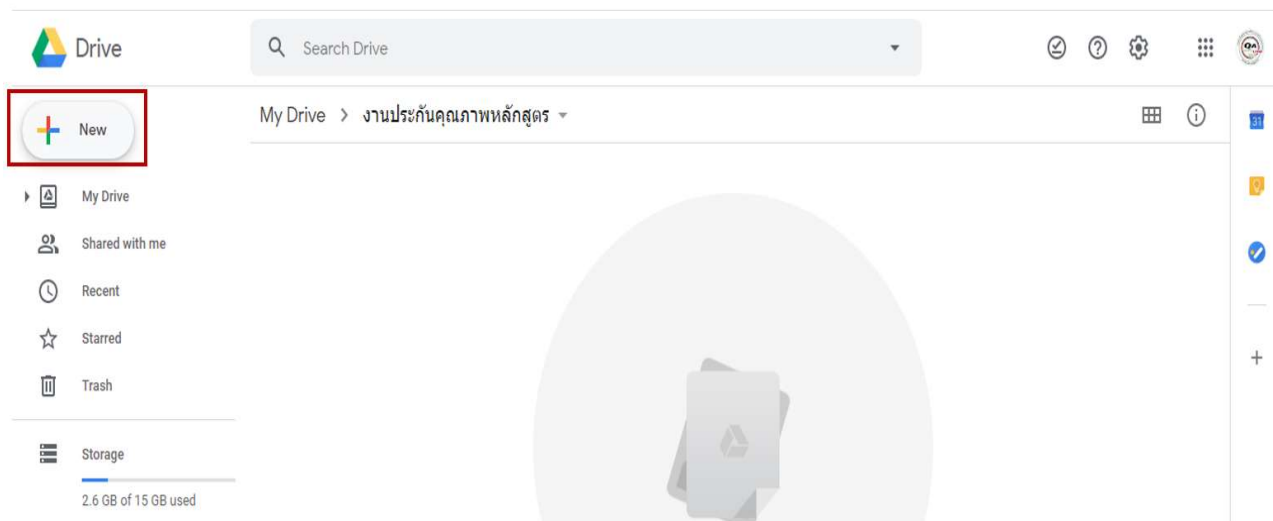 Drive
Search Drive
New
My Drive > งานประกันคุณภาพหลักสูตร
My Drive
Shared with me
Recent
Starred
Trash
Storage
2.6 GB of 15 GB used
31
QA